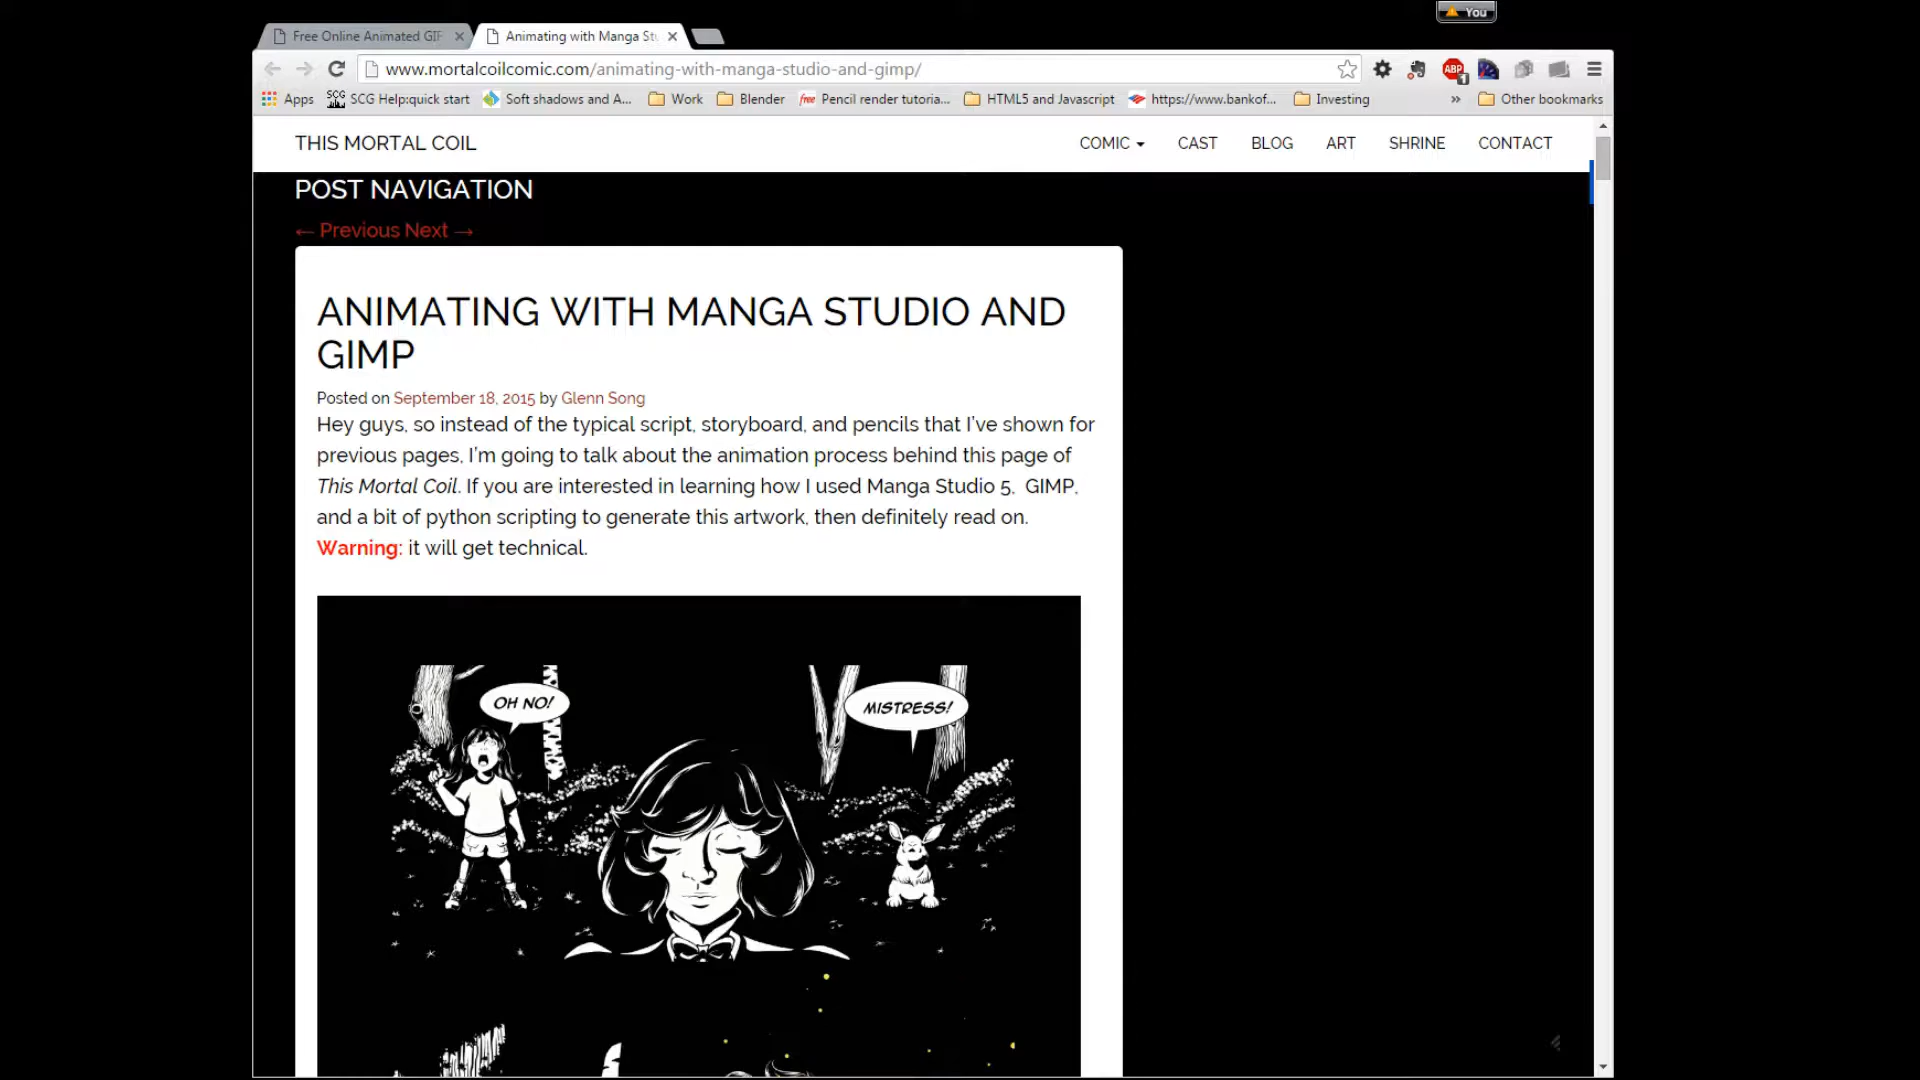 You
Free Online Animated GIF
Animating with Manga Stu
www.mortalcoilcomic.com/animating-with-manga-studio-and-gimp/
ABP
1
Apps
SCG Help:quick start
Soft shadows and A...
Work
Blender
free
Pencil render tutoria...
HTML5 and Javascript
https://www.bankof...
Investing
»
Other bookmarks
THIS MORTAL COIL
COMIC
CAST
BLOG
ART
SHRINE
CONTACT
POST NAVIGATION
← Previous Next →
ANIMATING WITH MANGA STUDIO AND
GIMP
Posted on September 18, 2015 by Glenn Song
Hey guys, so instead of the typical script, storyboard, and pencils that I've shown for
previous pages, I'm going to talk about the animation process behind this page of
This Mortal Coil. If you are interested in learning how I used Manga Studio 5,  GIMP,
and a bit of python scripting to generate this artwork, then definitely read on.
Warning: it will get technical.
OH NO!
MISTRESS!